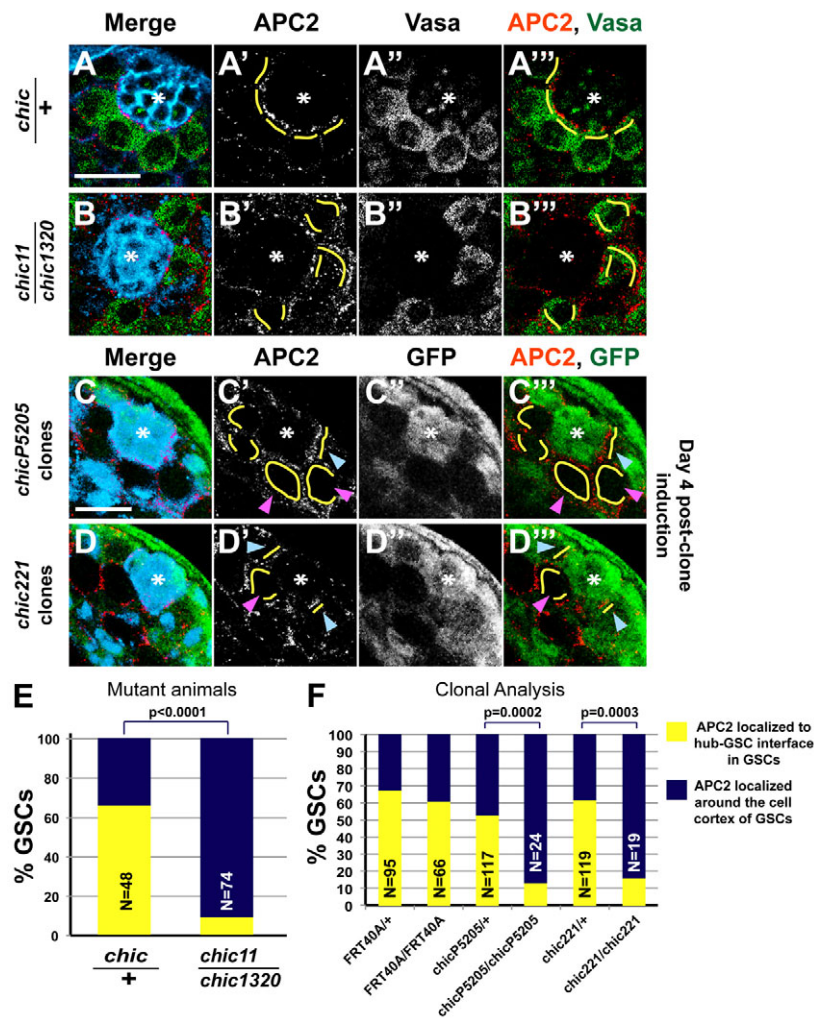 Merge APC2 Vasa APC2, Vasa
chic
+
A A' A" A"'
* * * *
chic11
chic1320
B B' B" B"'
* * * *
Merge APC2 GFP APC2, GFP
chicP5205
clones
C C' C" C"'
* * * *
chic221
clones
D D' D" D"'
* * * *
Day 4 post-clone
induction
E Mutant animals
p<0.0001
% GSCs
100
80
60
40
20
0
N=48
N=74
chic
+
chic11
chic1320
F Clonal Analysis
p=0.0002 p=0.0003
% GSCs
100
90
80
70
60
50
40
30
20
10
0
N=95
N=66
N=117
N=24
N=119
N=19
FRT40A/+
FRT40A/FRT40A
chicP5205/+
chicP5205/chicP5205
chic221/+
chic221/chic221
APC2 localized to
hub-GSC interface
in GSCs
APC2 localized
around the cell
cortex of GSCs